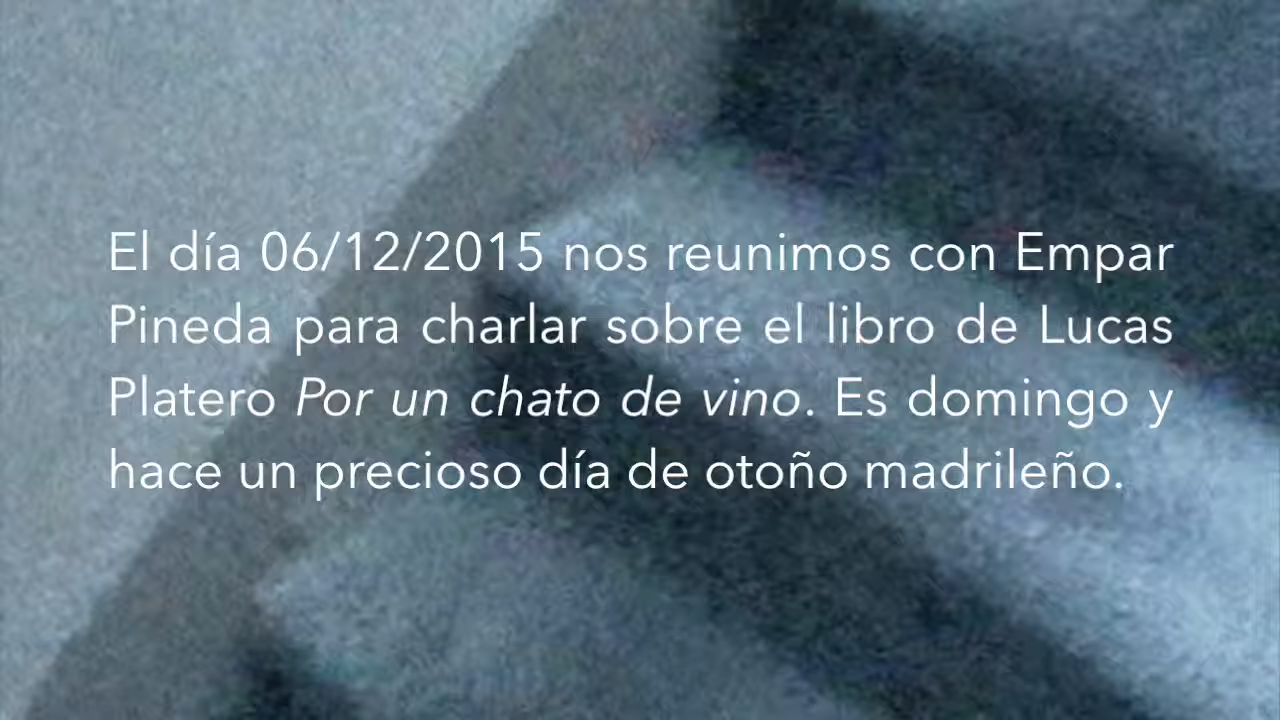 El día 06/12/2015 nos reunimos con Empar
Pineda para charlar sobre el libro de Lucas
Platero Por un chato de vino. Es domingo y
hace un precioso día de otoño madrileño.